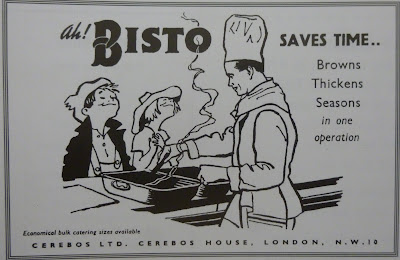 Ah! BISTO
SAVES TIME..
Browns
Thickens
Seasons
in one
operation
Economical bulk catering sizes available
CEREBOS LTD. CEREBOS HOUSE, LONDON, N.W,10